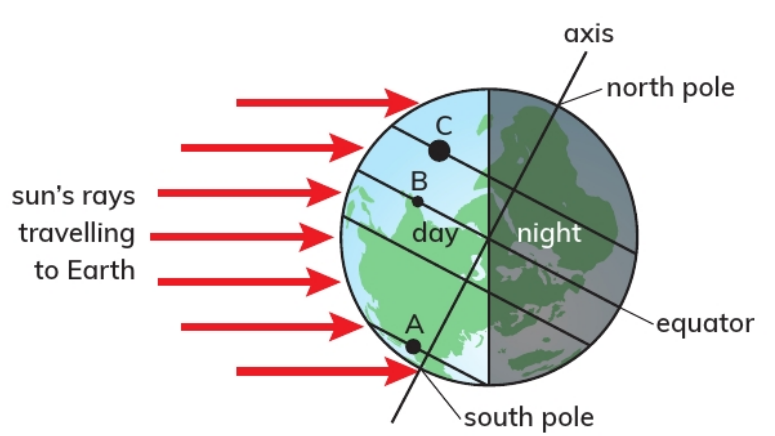 axis
north pole
C
B
sun's rays
travelling
to Earth
day
night
A
equator
south pole